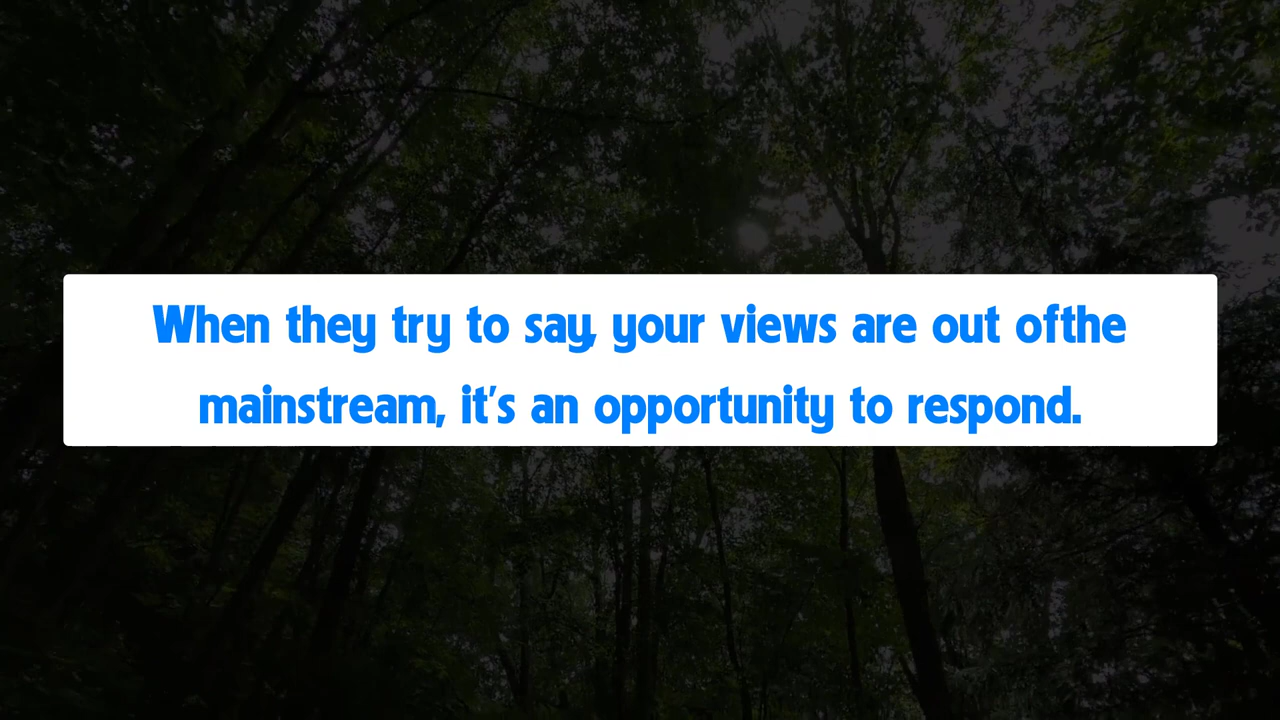 When they try to say, your views are out ofthe
mainstream, it's an opportunity to respond.